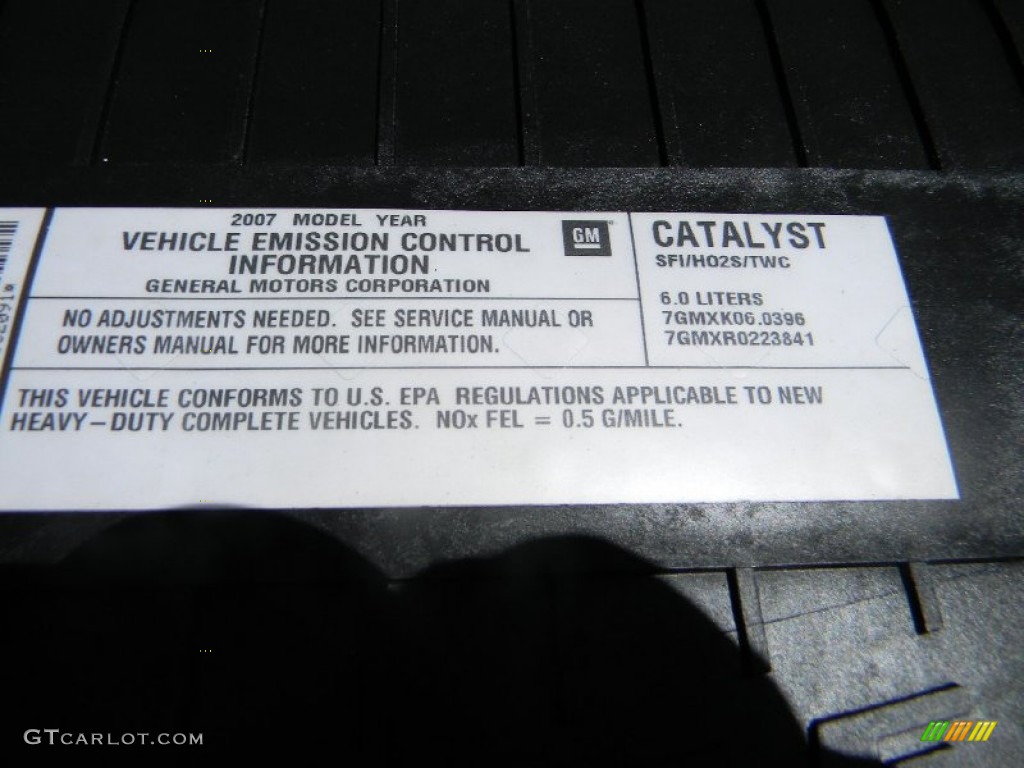 2007 MODEL YEAR
VEHICLE EMISSION CONTROL
INFORMATION
GENERAL MOTORS CORPORATION
GM
NO ADJUSTMENTS NEEDED. SEE SERVICE MANUAL OR
OWNERS MANUAL FOR MORE INFORMATION.
CATALYST
SFI/HO2S/TWC
6.0 LITERS
7GMXK06.0396
7GMXR0223841
THIS VEHICLE CONFORMS TO U.S. EPA REGULATIONS APPLICABLE TO NEW
HEAVY-DUTY COMPLETE VEHICLES. NOx FEL = 0.5 G/MILE.
GTCARLOT.COM